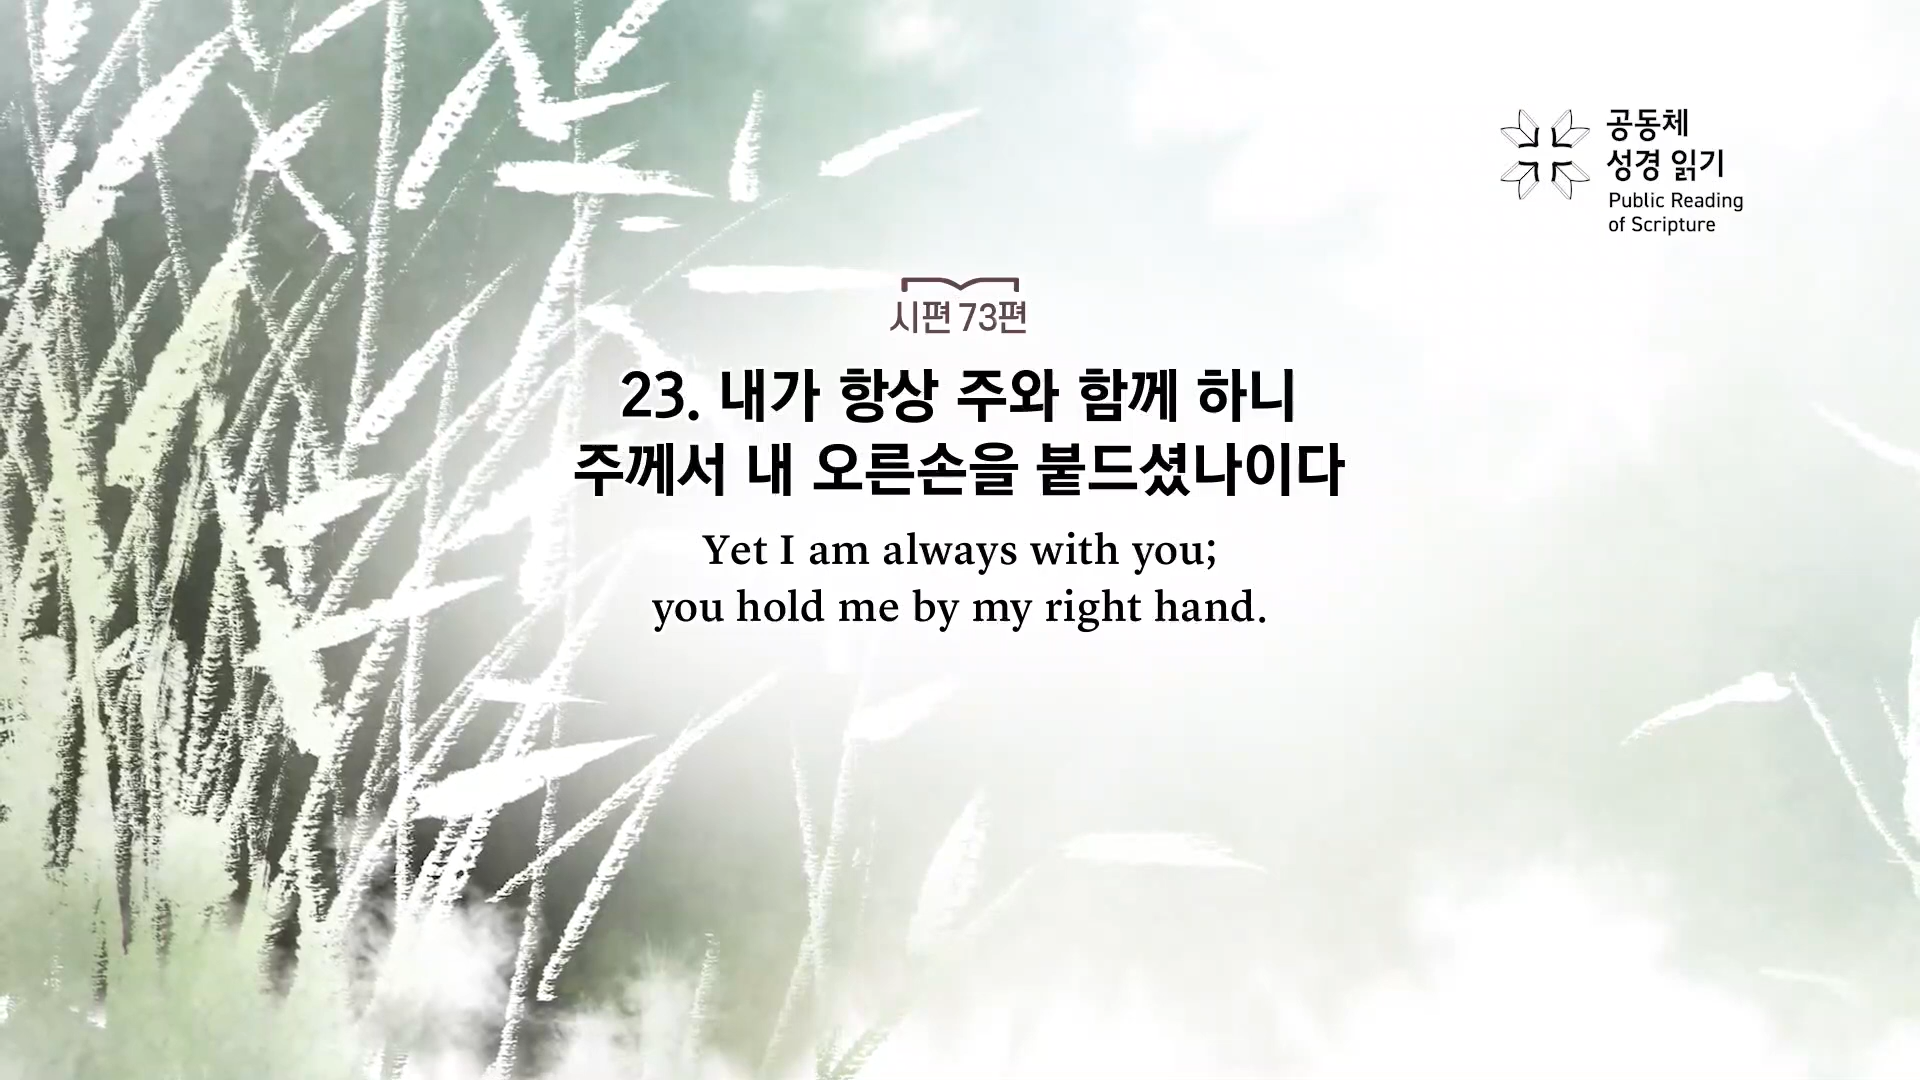 공동체
성경 읽기
Public Reading
of Scripture
시편 73편
23. 내가 항상 주와 함께 하니
주께서 내 오른손을 붙드셨나이다
Yet I am always with you;
you hold me by my right hand.